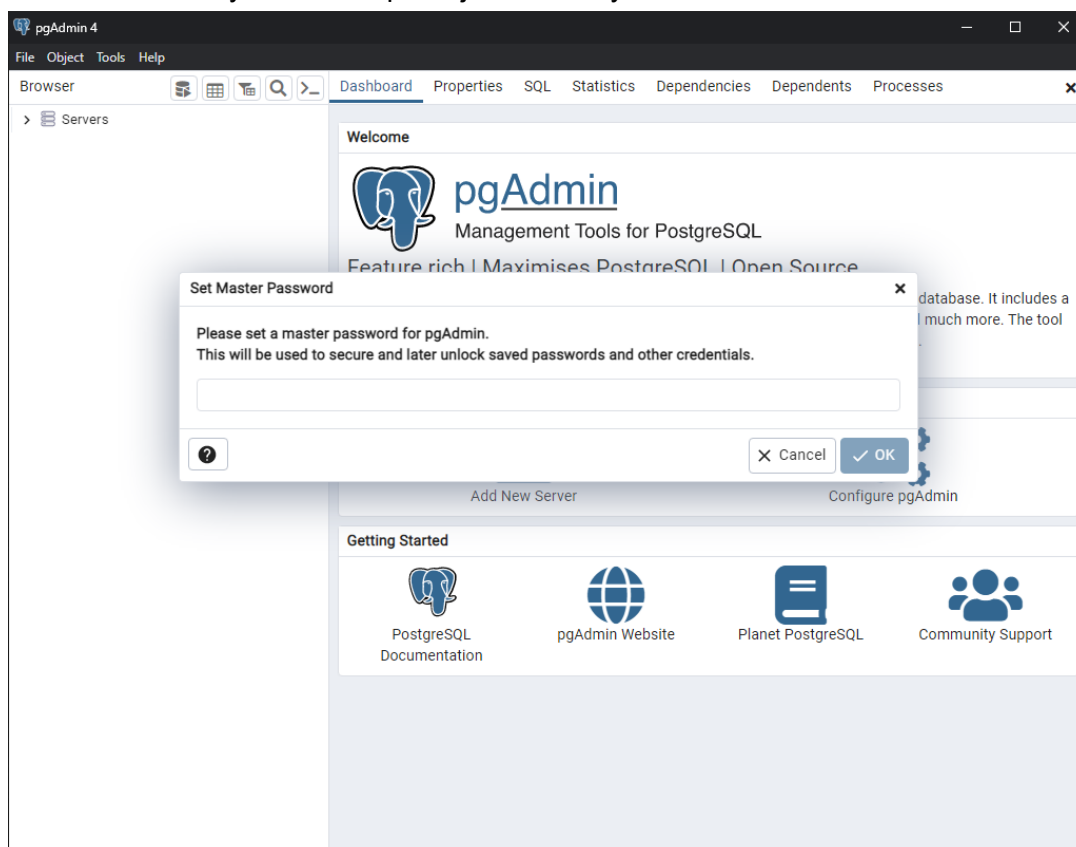 pgAdmin 4
File Object Tools Help
Browser
Dashboard Properties SQL Statistics Dependencies Dependents Processes
Servers
Welcome
pgAdmin
Management Tools for PostgreSQL
Feature rich | Maximises PostgreSQL | Open Source
Set Master Password
database. It includes a
Please set a master password for pgAdmin.
much more. The tool
This will be used to secure and later unlock saved passwords and other credentials.
Cancel
OK
Add New Server
Configure pgAdmin
Getting Started
PostgreSQL
Documentation
pgAdmin Website
Planet PostgreSQL
Community Support